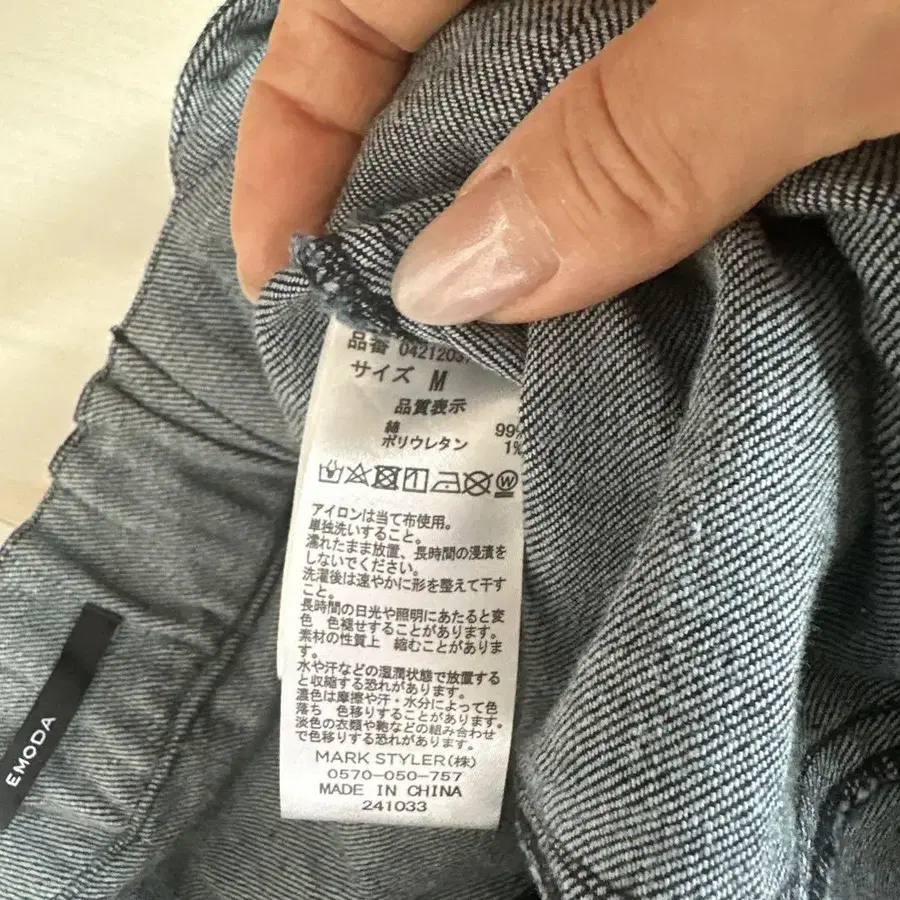 品番 0421203
サイズ M
品質表示
綿 99%
ポリウレタン 1%
アイロンは当て布使用。
単独洗いすること。
濡れたまま放置、長時間の浸漬を
しないでください。
洗濯後は速やかに形を整えて干す
こと。
長時間の日光や照明にあたると変
色 色褪せすることがあります。
素材の性質上 縮むことがありま
す。
水や汗などの湿潤状態で放置する
と収縮する恐れがあります。
濃色は摩擦や汗・水分によって色
落ち 色移りすることがあります。
淡色の衣類や鞄などの組み合わせ
で色移りする恐れがあります。
MARK STYLER(株)
0570-050-757
MADE IN CHINA
241033
EMODA